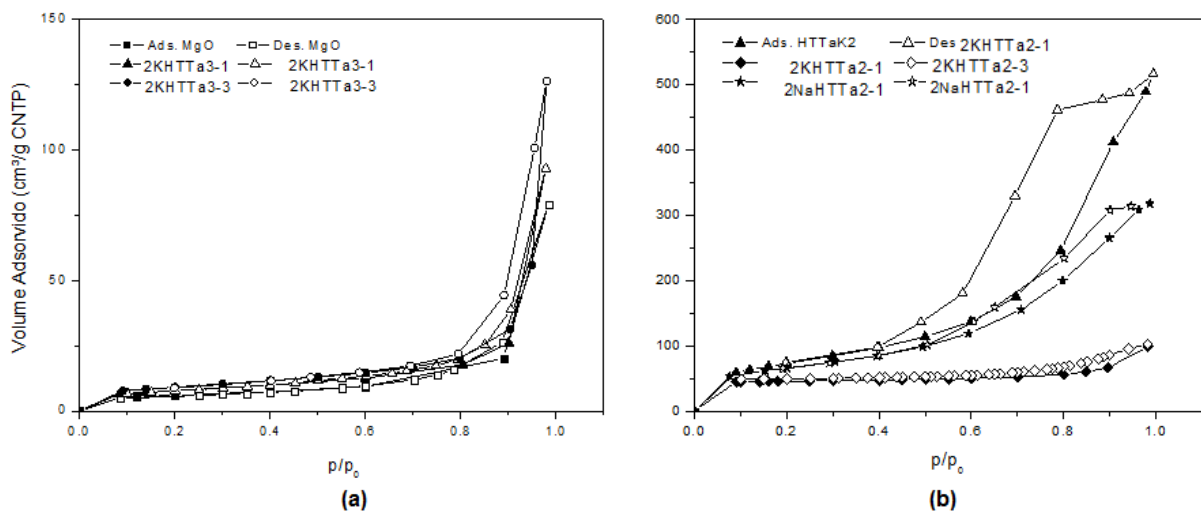 Volume Adsorvido (cm³/g CNTP)
150
100
50
0
Ads. MgO Des. MgO
2KHTTa3-1 2KHTTa3-1
2KHTTa3-3 2KHTTa3-3
0.0 0.2 0.4 0.6 0.8 1.0
p/p₀
(a)
600
500
400
300
200
100
0
Ads. HTTaK2 Des 2KHTTa2-1
2KHTTa2-1 2KHTTa2-3
2NaHTTa2-1 2NaHTTa2-1
0.0 0.2 0.4 0.6 0.8 1.0
p/p₀
(b)